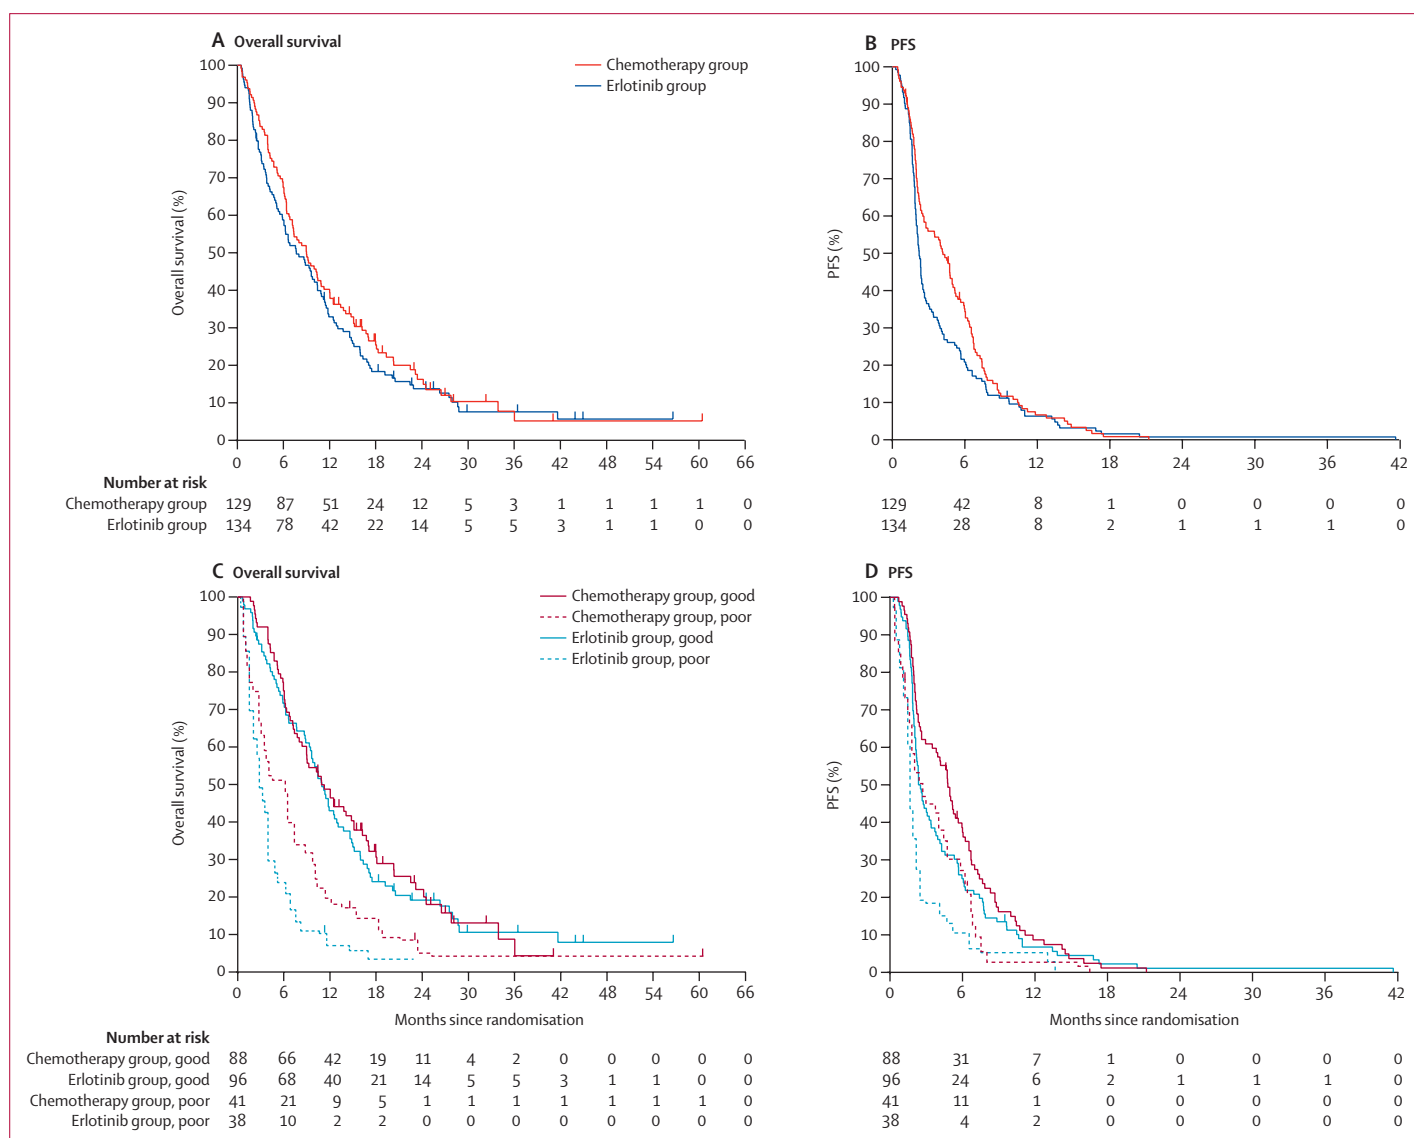 A Overall survival
Chemotherapy group
Erlotinib group
100
90
80
70
60
50
40
30
20
10
0
Overall survival (%)
0 6 12 18 24 30 36 42 48 54 60 66
B PFS
100
90
80
70
60
50
40
30
20
10
0
PFS (%)
0 6 12 18 24 30 36 42
Number at risk
Chemotherapy group 129 87 51 24 12 5 3 1 1 1 1 0
Erlotinib group 134 78 42 22 14 5 5 3 1 1 0 0
129 42 8 1 0 0 0 0
134 28 8 2 1 1 1 0
C Overall survival
Chemotherapy group, good
Chemotherapy group, poor
Erlotinib group, good
Erlotinib group, poor
100
90
80
70
60
50
40
30
20
10
0
Overall survival (%)
0 6 12 18 24 30 36 42 48 54 60 66
Months since randomisation
D PFS
100
90
80
70
60
50
40
30
20
10
0
PFS (%)
0 6 12 18 24 30 36 42
Months since randomisation
Number at risk
Chemotherapy group, good 88 66 42 19 11 4 2 0 0 0 0 0
Erlotinib group, good 96 68 40 21 14 5 5 3 1 1 0 0
Chemotherapy group, poor 41 21 9 5 1 1 1 1 1 1 1 0
Erlotinib group, poor 38 10 2 2 0 0 0 0 0 0 0 0
88 31 7 1 0 0 0 0
96 24 6 2 1 1 1 0
41 11 1 0 0 0 0 0
38 4 2 0 0 0 0 0